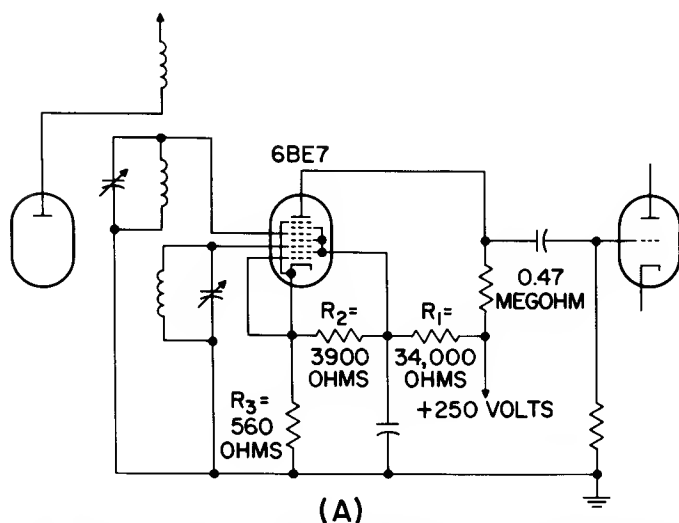 6BE7
R2=
3900
OHMS
R1=
34,000
OHMS
0.47
MEGOHM
+250 VOLTS
R3=
560
OHMS
(A)